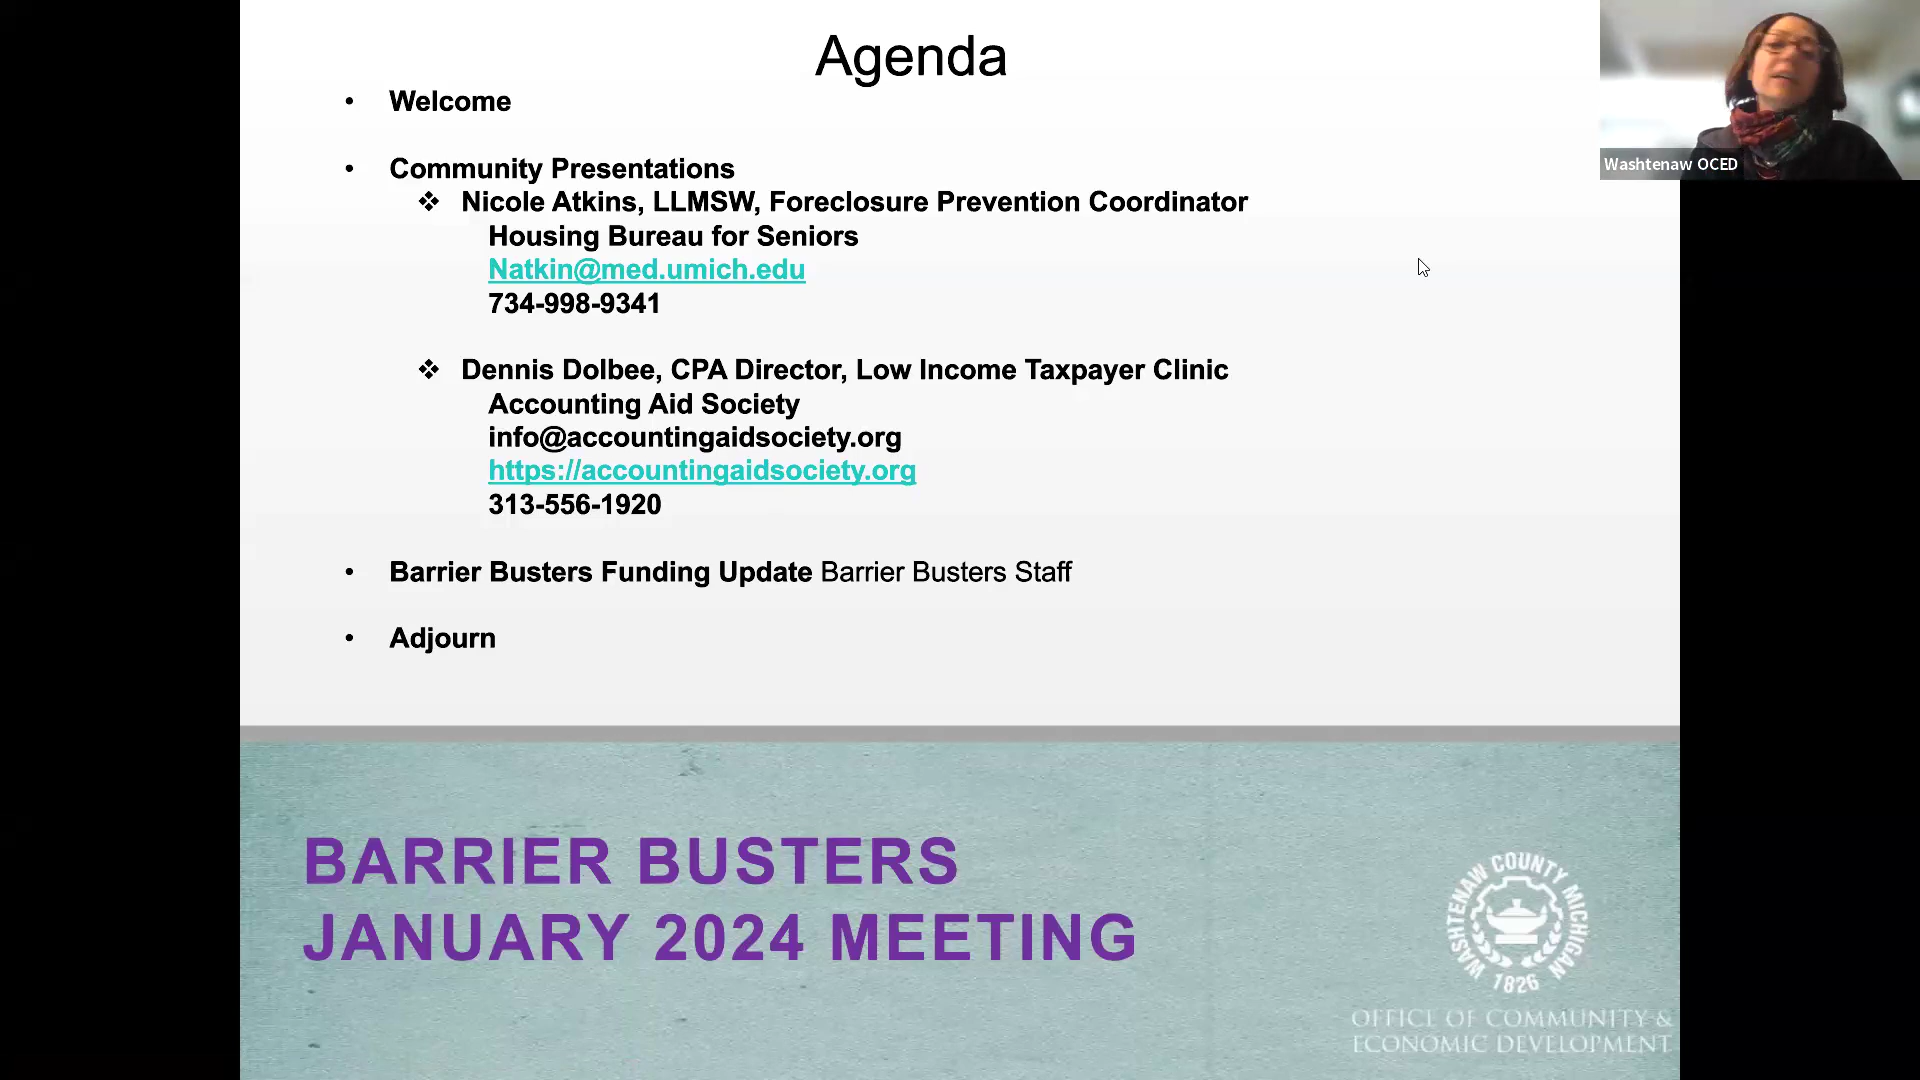 Agenda
• Welcome
• Community Presentations
❖ Nicole Atkins, LLMSW, Foreclosure Prevention Coordinator
Housing Bureau for Seniors
Natkin@med.umich.edu
734-998-9341
❖ Dennis Dolbee, CPA Director, Low Income Taxpayer Clinic
Accounting Aid Society
info@accountingaidsociety.org
https://accountingaidsociety.org
313-556-1920
• Barrier Busters Funding Update Barrier Busters Staff
• Adjourn
Washtenaw OCED
BARRIER BUSTERS
JANUARY 2024 MEETING
WASHTENAW COUNTY MICHIGAN
1826
OFFICE OF COMMUNITY &
ECONOMIC DEVELOPMENT